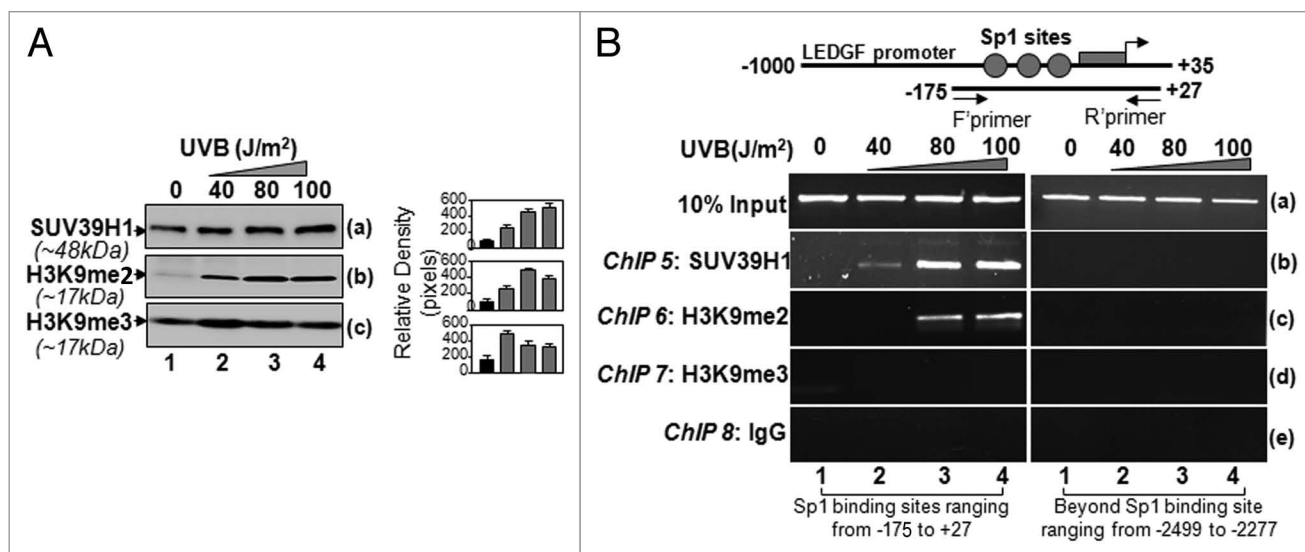 A
UVB (J/m²)
0 40 80 100
SUV39H1 (a)
(~48kDa)
H3K9me2 (b)
(~17kDa)
H3K9me3 (c)
(~17kDa)
1 2 3 4
Relative Density
(pixels)
600
400
200
0
600
400
200
0
600
400
200
0
B
Sp1 sites
LEDGF promoter
-1000 +35
-175 +27
F'primer R'primer
UVB(J/m²) 0 40 80 100 0 40 80 100
10% Input (a)
ChIP 5: SUV39H1 (b)
ChIP 6: H3K9me2 (c)
ChIP 7: H3K9me3 (d)
ChIP 8: IgG (e)
1 2 3 4 1 2 3 4
Sp1 binding sites ranging
from -175 to +27
Beyond Sp1 binding site
ranging from -2499 to -2277